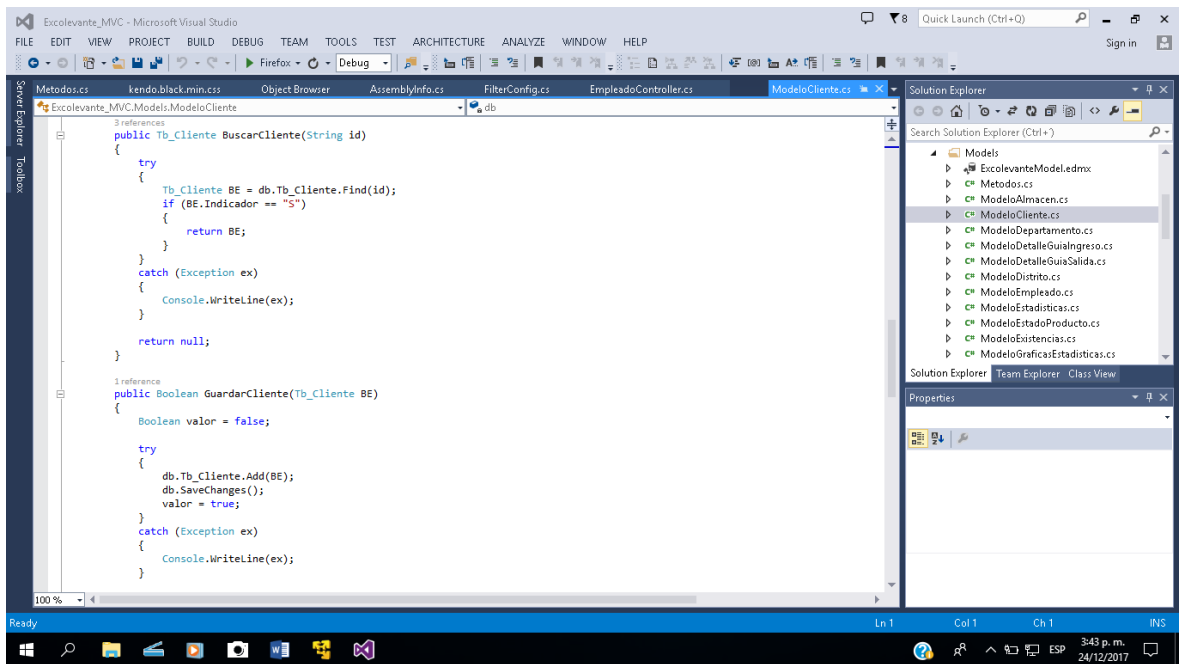 Excolevante_MVC - Microsoft Visual Studio
8
Quick Launch (Ctrl+Q)
FILE EDIT VIEW PROJECT BUILD DEBUG TEAM TOOLS TEST ARCHITECTURE ANALYZE WINDOW HELP
Sign in
Firefox
Debug
Server Explorer
Toolbox
Metodos.cs kendo.black.min.css Object Browser AssemblyInfo.cs FilterConfig.cs EmpleadoController.cs ModeloCliente.cs
Excolevante_MVC.Models.ModeloCliente
db
3 references
public Tb_Cliente BuscarCliente(String id)
{
try
{
Tb_Cliente BE = db.Tb_Cliente.Find(id);
if (BE.Indicador == "S")
{
return BE;
}
}
catch (Exception ex)
{
Console.WriteLine(ex);
}
return null;
}
1 reference
public Boolean GuardarCliente(Tb_Cliente BE)
{
Boolean valor = false;
try
{
db.Tb_Cliente.Add(BE);
db.SaveChanges();
valor = true;
}
catch (Exception ex)
{
Console.WriteLine(ex);
}
100 %
Solution Explorer
Search Solution Explorer (Ctrl+')
Models
ExcolevanteModel.edmx
C# Metodos.cs
C# ModeloAlmacen.cs
C# ModeloCliente.cs
C# ModeloDepartamento.cs
C# ModeloDetalleGuiaIngreso.cs
C# ModeloDetalleGuiaSalida.cs
C# ModeloDistrito.cs
C# ModeloEmpleado.cs
C# ModeloEstadisticas.cs
C# ModeloEstadoProducto.cs
C# ModeloExistencias.cs
C# ModeloGraficasEstadisticas.cs
Solution Explorer Team Explorer Class View
Properties
Ready
Ln 1 Col 1 Ch 1 INS
ESP
3:43 p. m.
24/12/2017